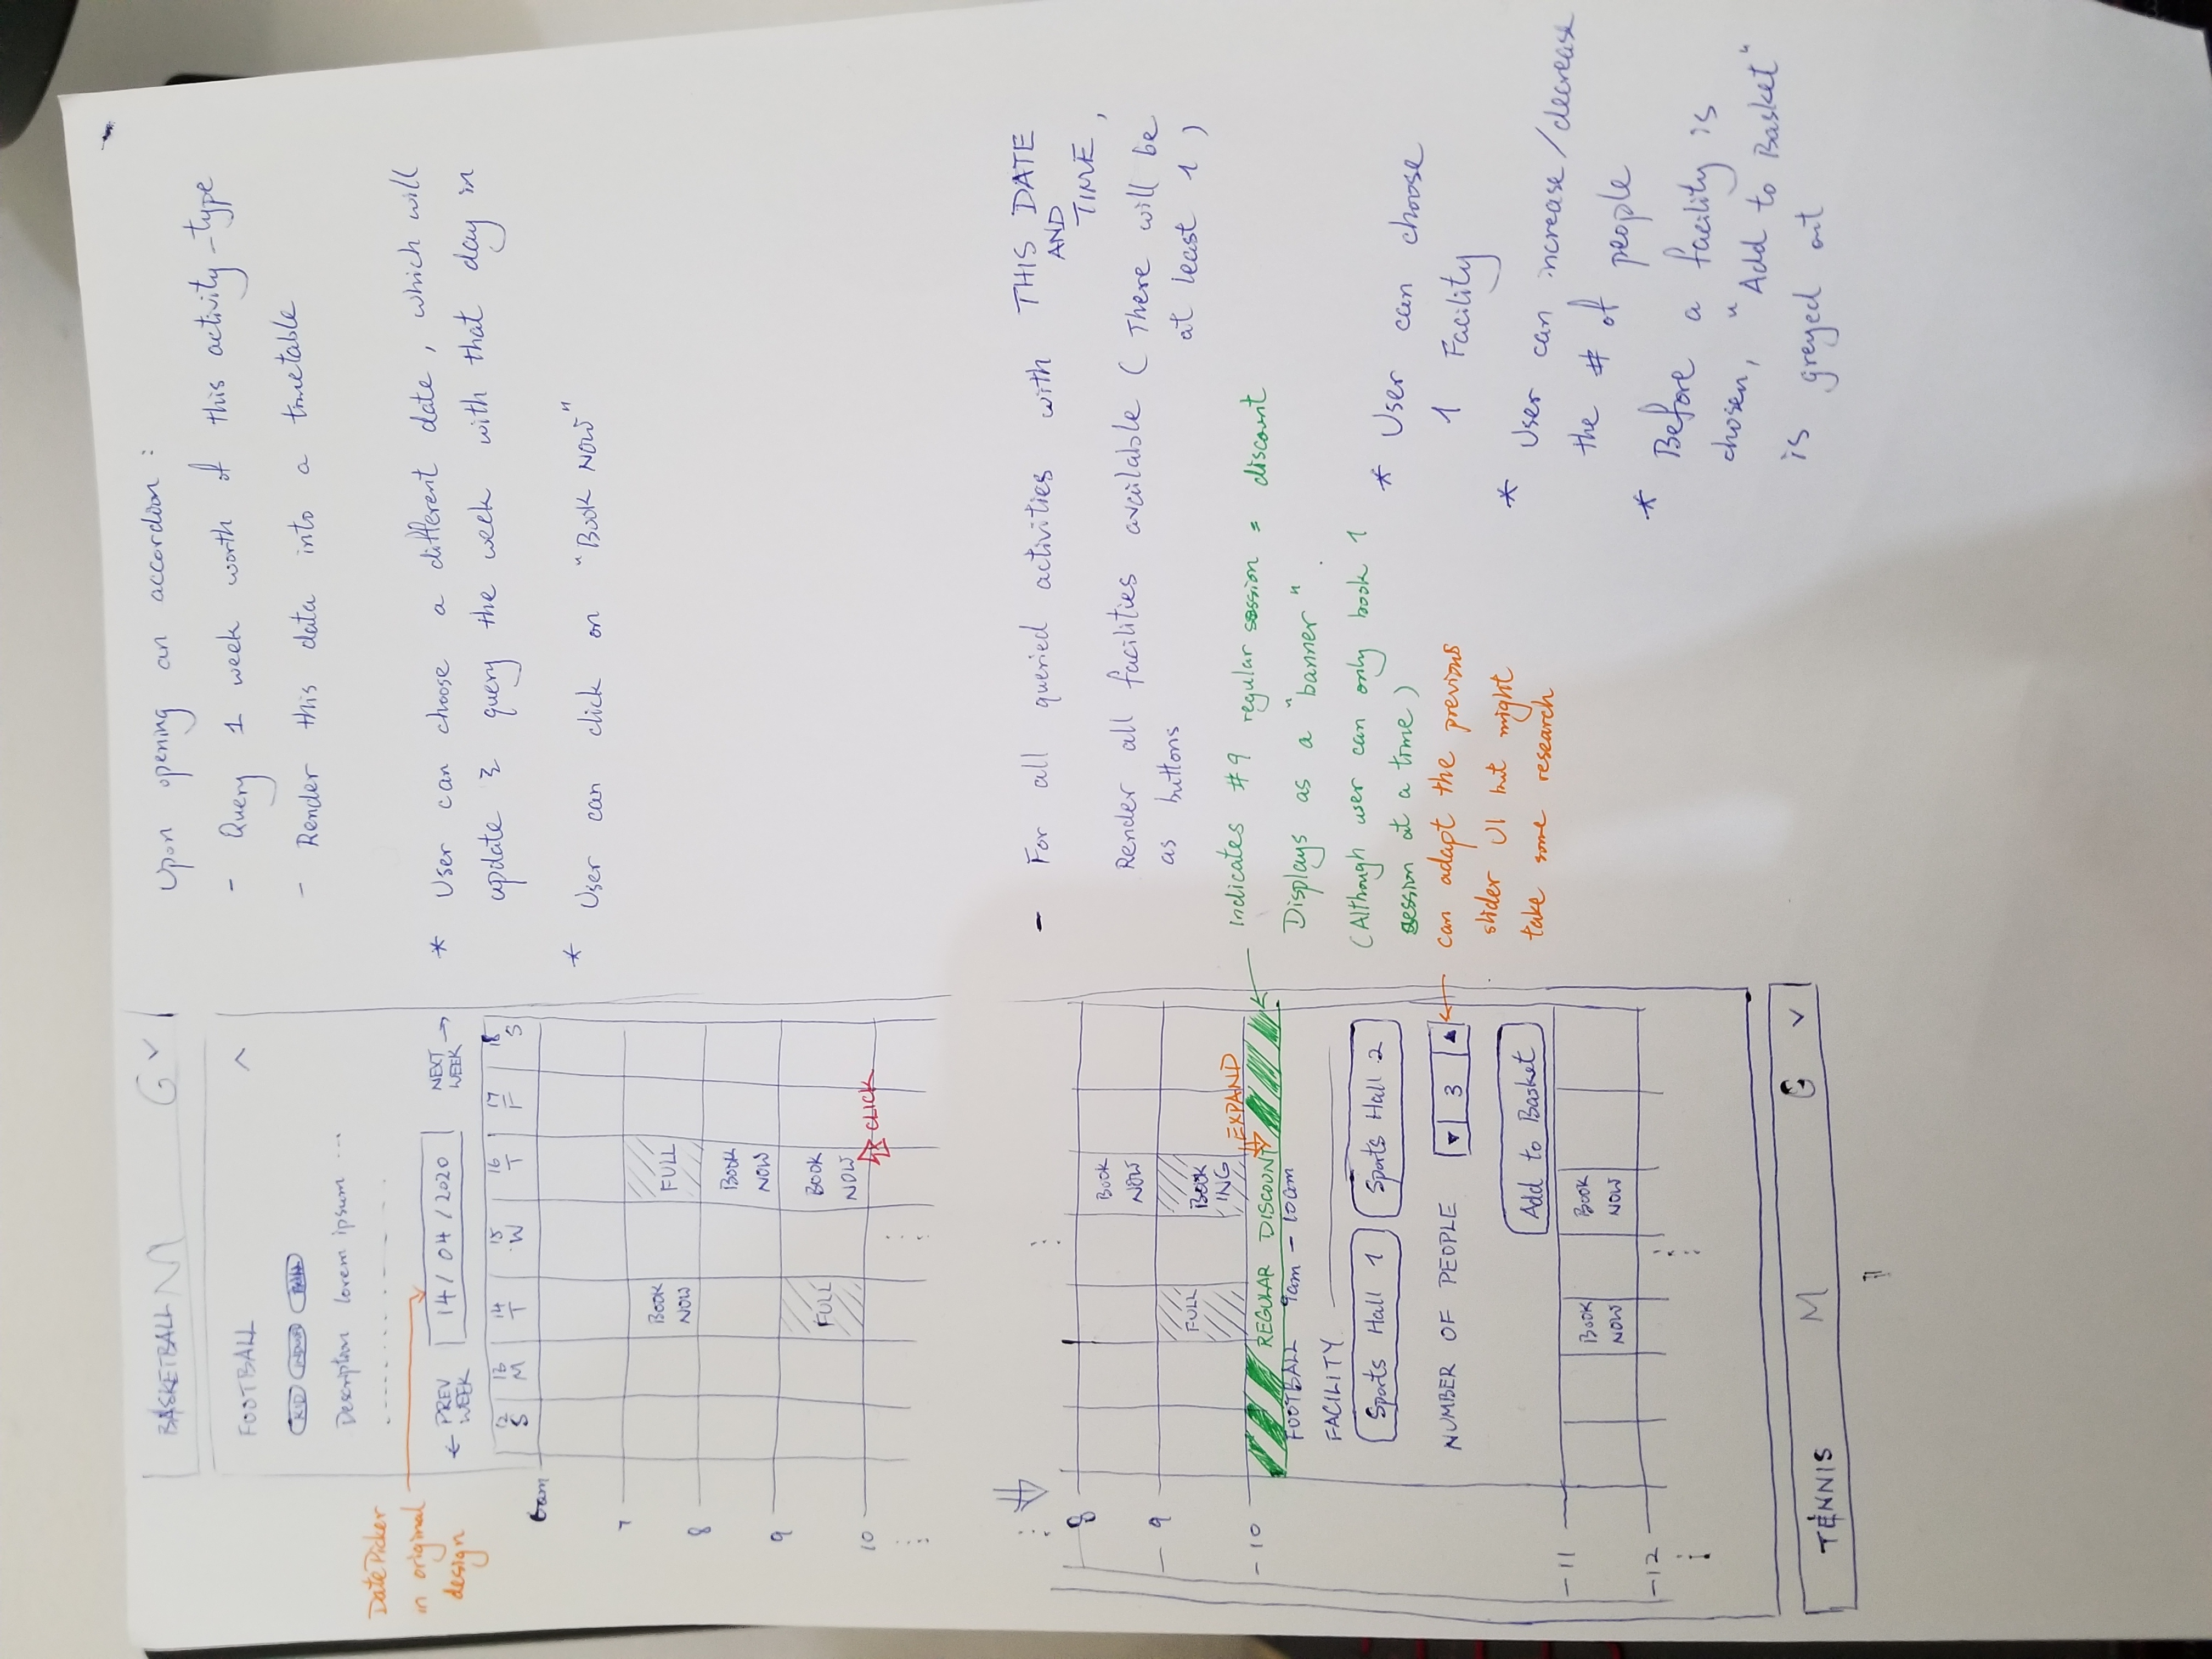 BASKETBALL M G
FOOTBALL
KID INDOOR
Description lorem ipsum ...
DatePicker
in original
design
← PREV
WEEK
14/04/2020
NEXT
WEEK →
12 13 14 15 16 17 18
S M T W T F S
6am
7
BOOK
NOW
FULL
8
BOOK
NOW
9
FULL
BOOK
NOW
10
CLICK
Upon opening an accordion :
- Query 1 week worth of this activity_type
- Render this data into a timetable
* User can choose a different date, which will
update & query the week with that day in
* User can click on "BOOK NOW"
8
BOOK
NOW
9
FULL
BOOK
ING
EXPAND
10
REGULAR DISCOUNT
FOOTBALL 9am - 10am
FACILITY
Sports Hall 1
Sports Hall 2
NUMBER OF PEOPLE
▼ 3 ▲
Add to Basket
11
BOOK
NOW
BOOK
NOW
12
TENNIS M G
- For all queried activities with THIS DATE
AND
TIME,
Render all facilities available ( There will be
as buttons
at least 1 )
indicates #9 regular session = discount
Displays as a "banner".
(Although user can only book 1
session at a time)
can adapt the previous
slider UI but might
take some research
* User can choose
1 Facility
* User can increase/decrease
the # of people
* Before a facility is
chosen, "Add to Basket"
is greyed out